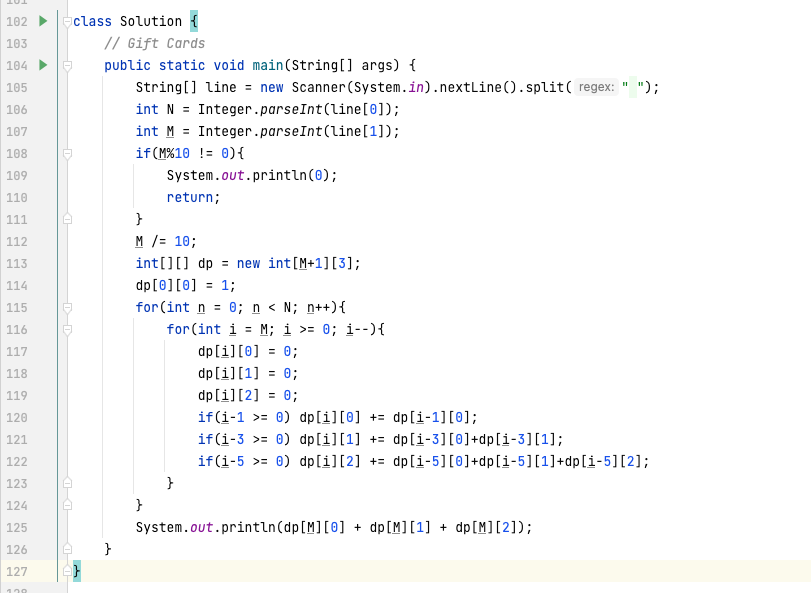 102 class Solution {
103     // Gift Cards
104     public static void main(String[] args) {
105         String[] line = new Scanner(System.in).nextLine().split( regex: " ");
106         int N = Integer.parseInt(line[0]);
107         int M = Integer.parseInt(line[1]);
108         if(M%10 != 0){
109             System.out.println(0);
110             return;
111         }
112         M /= 10;
113         int[][] dp = new int[M+1][3];
114         dp[0][0] = 1;
115         for(int n = 0; n < N; n++){
116             for(int i = M; i >= 0; i--){
117                 dp[i][0] = 0;
118                 dp[i][1] = 0;
119                 dp[i][2] = 0;
120                 if(i-1 >= 0) dp[i][0] += dp[i-1][0];
121                 if(i-3 >= 0) dp[i][1] += dp[i-3][0]+dp[i-3][1];
122                 if(i-5 >= 0) dp[i][2] += dp[i-5][0]+dp[i-5][1]+dp[i-5][2];
123             }
124         }
125         System.out.println(dp[M][0] + dp[M][1] + dp[M][2]);
126     }
127 }